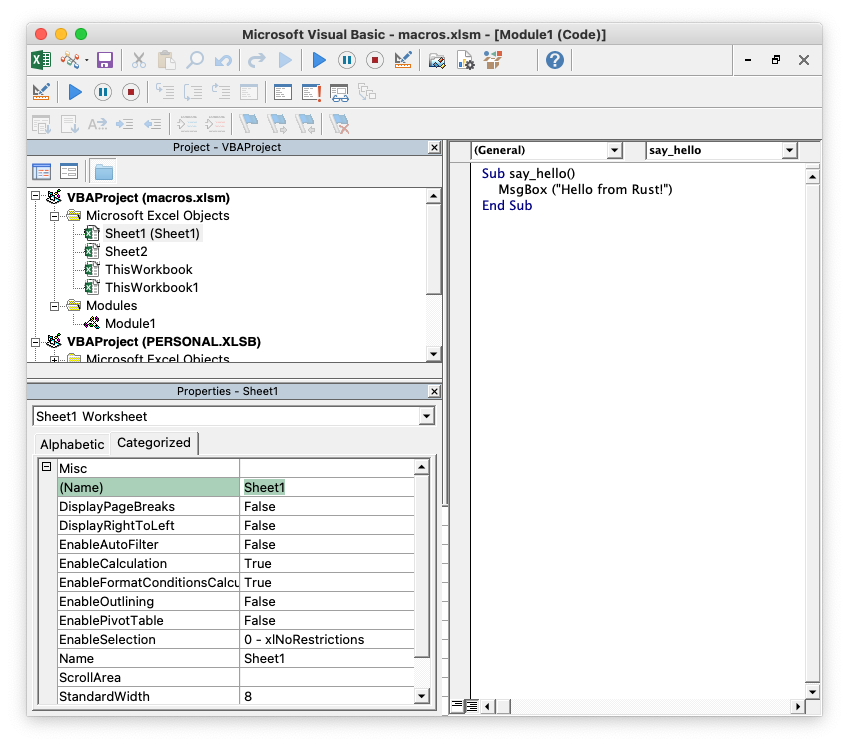 Microsoft Visual Basic - macros.xlsm - [Module1 (Code)]
Project - VBAProject
VBAProject (macros.xlsm)
Microsoft Excel Objects
Sheet1 (Sheet1)
Sheet2
ThisWorkbook
ThisWorkbook1
Modules
Module1
VBAProject (PERSONAL.XLSB)
Microsoft Excel Objects
Properties - Sheet1
Sheet1 Worksheet
Alphabetic Categorized
Misc
(Name) Sheet1
DisplayPageBreaks False
DisplayRightToLeft False
EnableAutoFilter False
EnableCalculation True
EnableFormatConditionsCalcu True
EnableOutlining False
EnablePivotTable False
EnableSelection 0 - xlNoRestrictions
Name Sheet1
ScrollArea
StandardWidth 8
(General) say_hello
Sub say_hello()
MsgBox ("Hello from Rust!")
End Sub